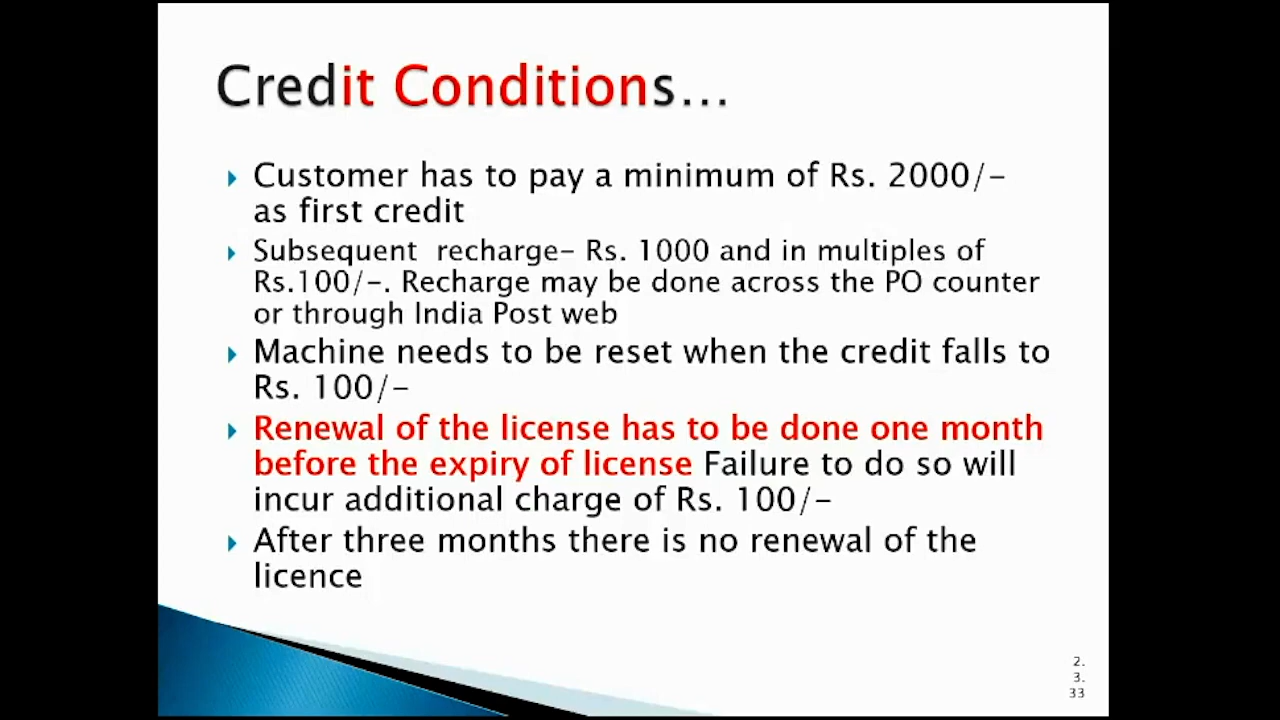 Credit Conditions...
Customer has to pay a minimum of Rs. 2000/-
as first credit
Subsequent recharge- Rs. 1000 and in multiples of
Rs.100/-. Recharge may be done across the PO counter
or through India Post web
Machine needs to be reset when the credit falls to
Rs. 100/-
Renewal of the license has to be done one month
before the expiry of license Failure to do so will
incur additional charge of Rs. 100/-
After three months there is no renewal of the
licence
2.
3.
33